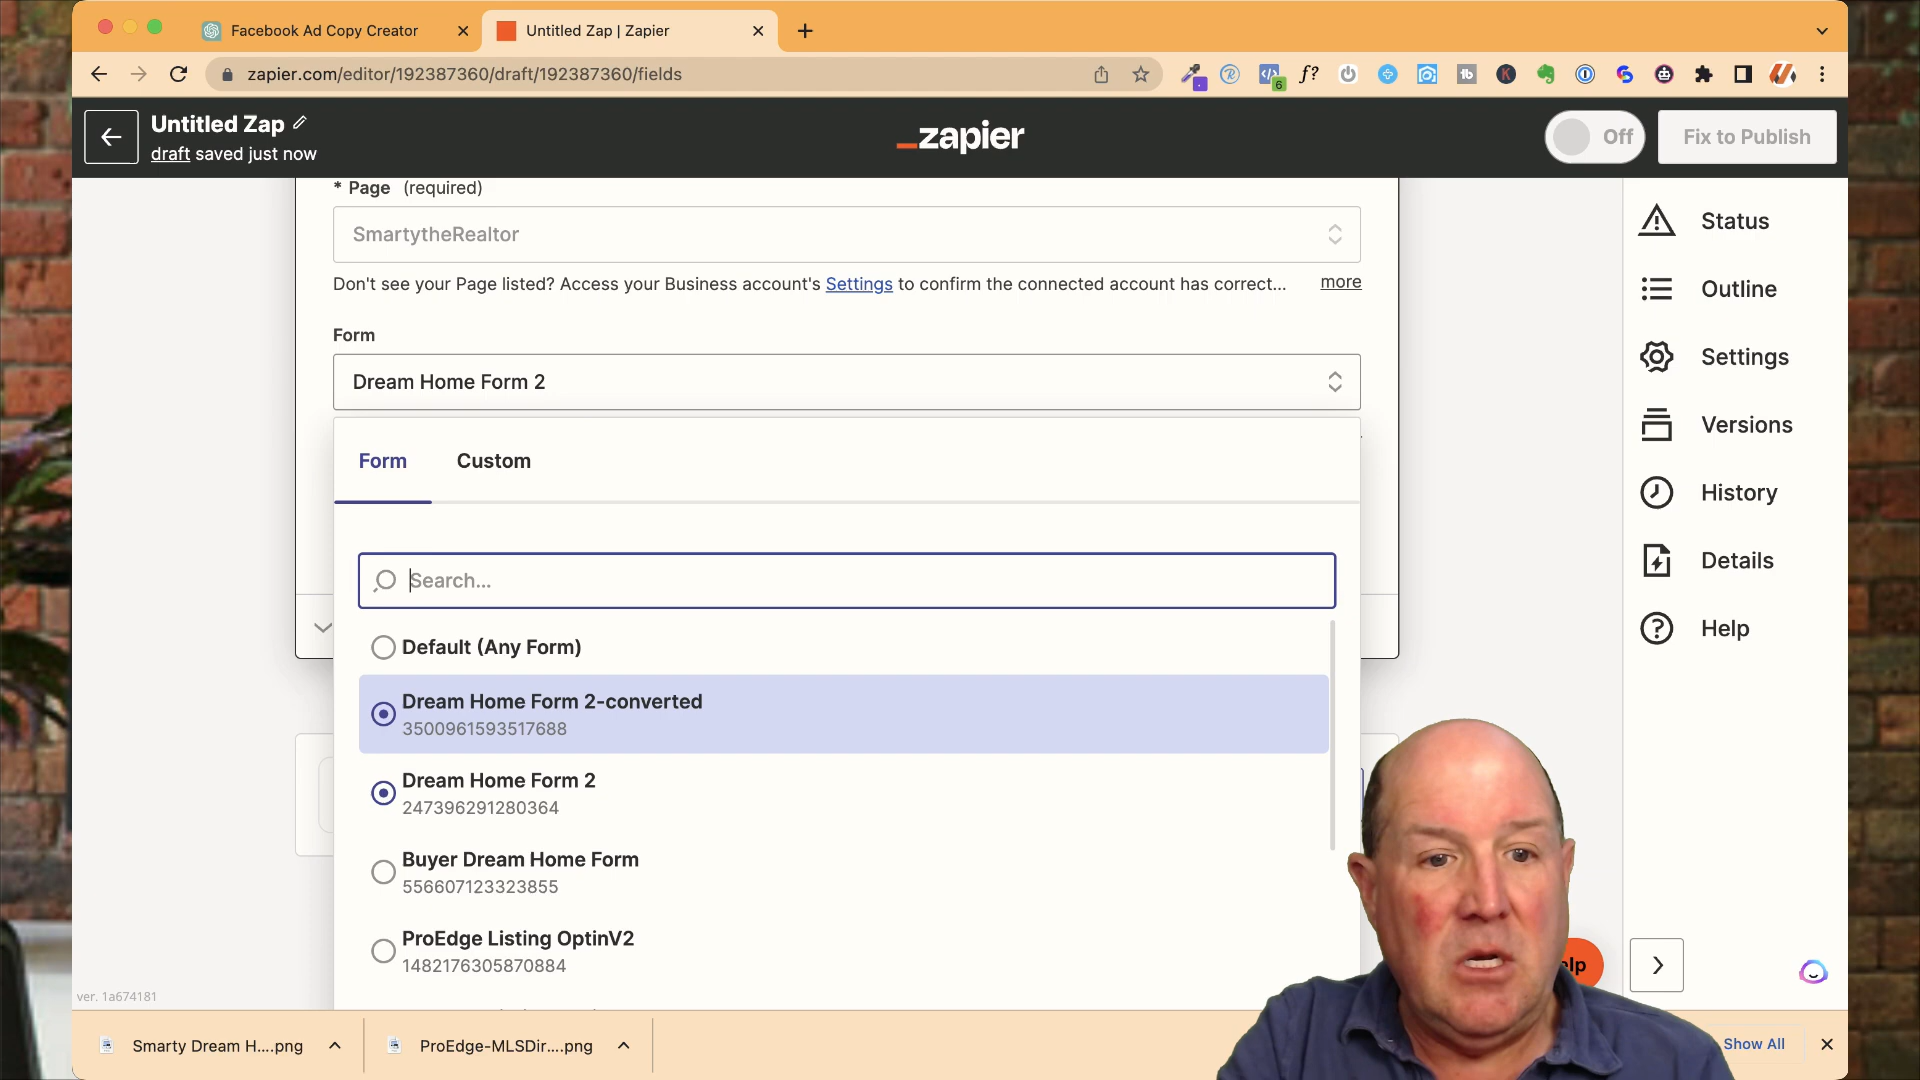 Facebook Ad Copy Creator
Untitled Zap | Zapier
zapier.com/editor/192387360/draft/192387360/fields
6
f?
tb
K
Untitled Zap
draft saved just now
_zapier
Off
Fix to Publish
* Page (required)
SmartytheRealtor
Don't see your Page listed? Access your Business account's Settings to confirm the connected account has correct...
more
Form
Dream Home Form 2
Form
Custom
Search...
Default (Any Form)
Dream Home Form 2-converted
3500961593517688
Dream Home Form 2
247396291280364
Buyer Dream Home Form
556607123323855
ProEdge Listing OptinV2
1482176305870884
Status
Outline
Settings
Versions
History
Details
Help
lp
ver. 1a674181
Smarty Dream H....png
ProEdge-MLSDir....png
Show All